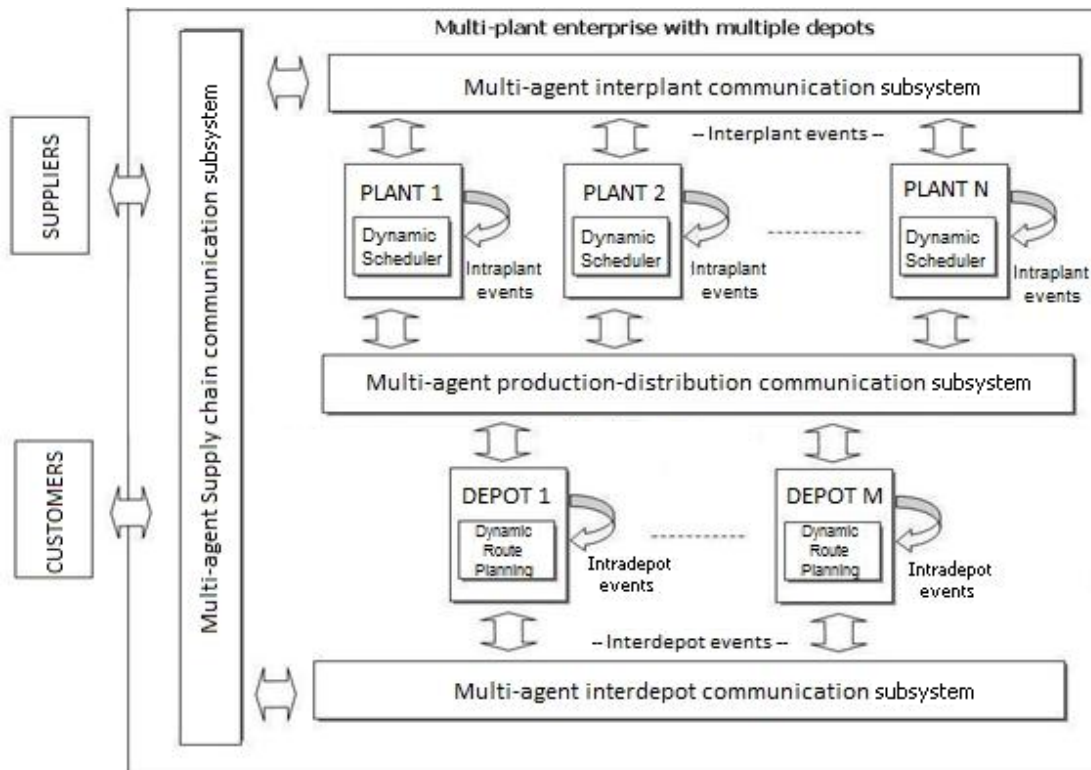 Multi-plant enterprise with multiple depots
Multi-agent interplant communication subsystem
-- Interplant events --
SUPPLIERS
CUSTOMERS
Multi-agent Supply chain communication subsystem
PLANT 1
Dynamic
Scheduler
Intraplant
events
PLANT 2
Dynamic
Scheduler
Intraplant
events
PLANT N
Dynamic
Scheduler
Intraplant
events
Multi-agent production-distribution communication subsystem
DEPOT 1
Dynamic
Route
Planning
Intradepot
events
DEPOT M
Dynamic
Route
Planning
Intradepot
events
-- Interdepot events --
Multi-agent interdepot communication subsystem